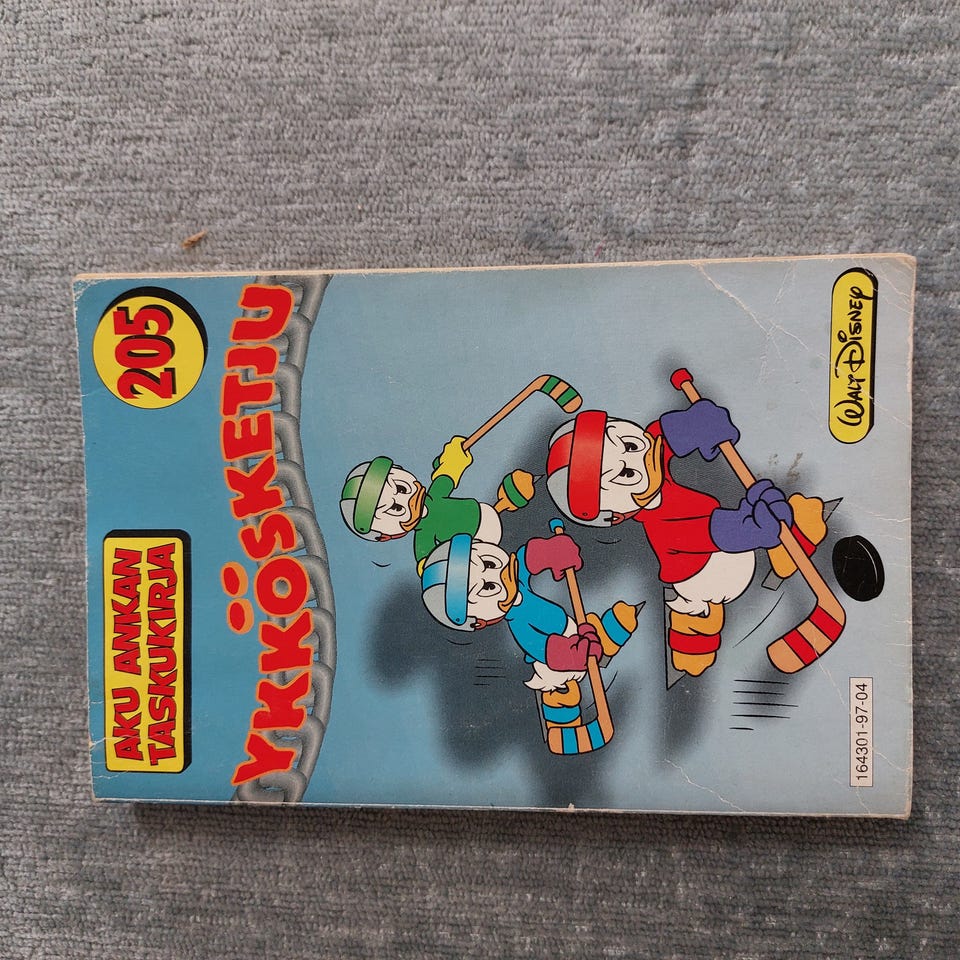 AKU ANKAN
TASKUKIRJA
205
YKKÖSKETJU
164301-97-04
WALT DISNEY